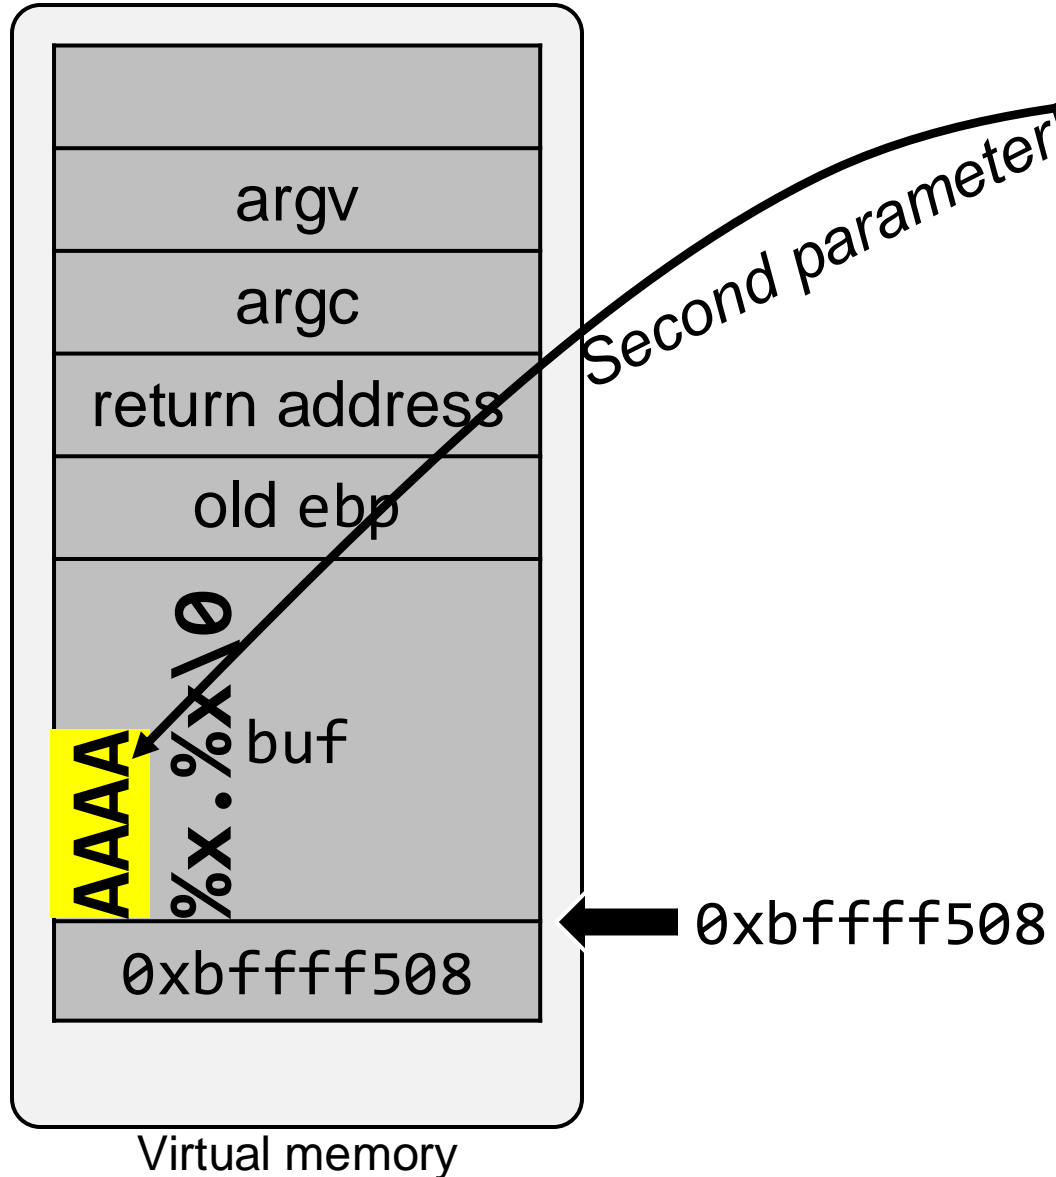 argv
argc
Second parameter
return address
old ebp
AAAA
%x.%x\0
buf
0xbffff508
0xbffff508
Virtual memory